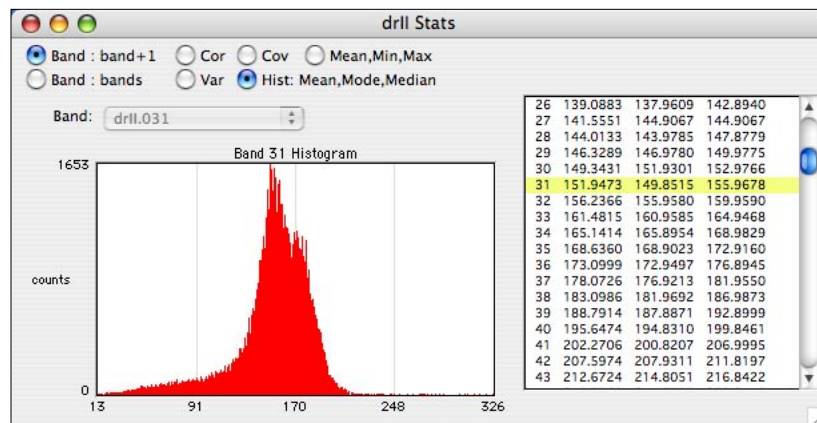 drll Stats
Band : band+1 Cor Cov Mean,Min,Max
Band : bands Var Hist: Mean,Mode,Median
Band: drll.031
Band 31 Histogram
1653
counts
0
13 91 170 248 326
26 139.0883 137.9609 142.8940
27 141.5551 144.9067 144.9067
28 144.0133 143.9785 147.8779
29 146.3289 146.9780 149.9775
30 149.3431 151.9301 152.9766
31 151.9473 149.8515 155.9678
32 156.2366 155.9580 159.9590
33 161.4815 160.9585 164.9468
34 165.1414 165.8954 168.9829
35 168.6360 168.9023 172.9160
36 173.0999 172.9497 176.8945
37 178.0726 176.9213 181.9550
38 183.0986 181.9692 186.9873
39 188.7914 187.8871 192.8999
40 195.6474 194.8310 199.8461
41 202.2706 200.8207 206.9995
42 207.5974 207.9311 211.8197
43 212.6724 214.8051 216.8422